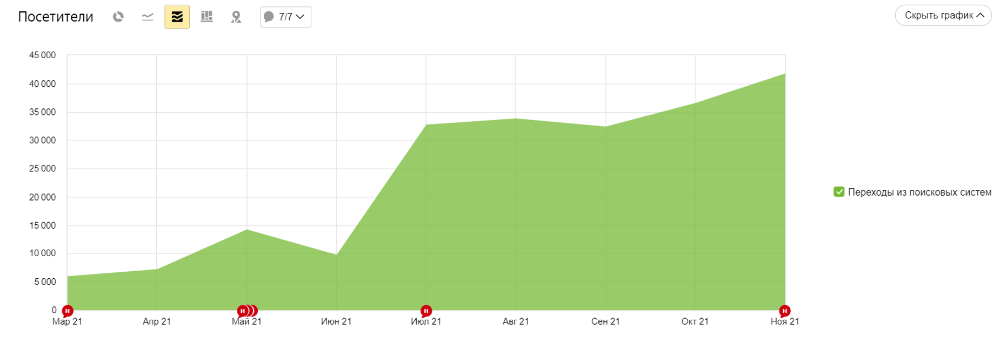 Посетители
7/7
Скрыть график
45 000
40 000
35 000
30 000
25 000
20 000
15 000
10 000
5 000
0
н н н н
Мар 21 Апр 21 Май 21 Июн 21 Июл 21 Авг 21 Сен 21 Окт 21 Ноя 21
Переходы из поисковых систем